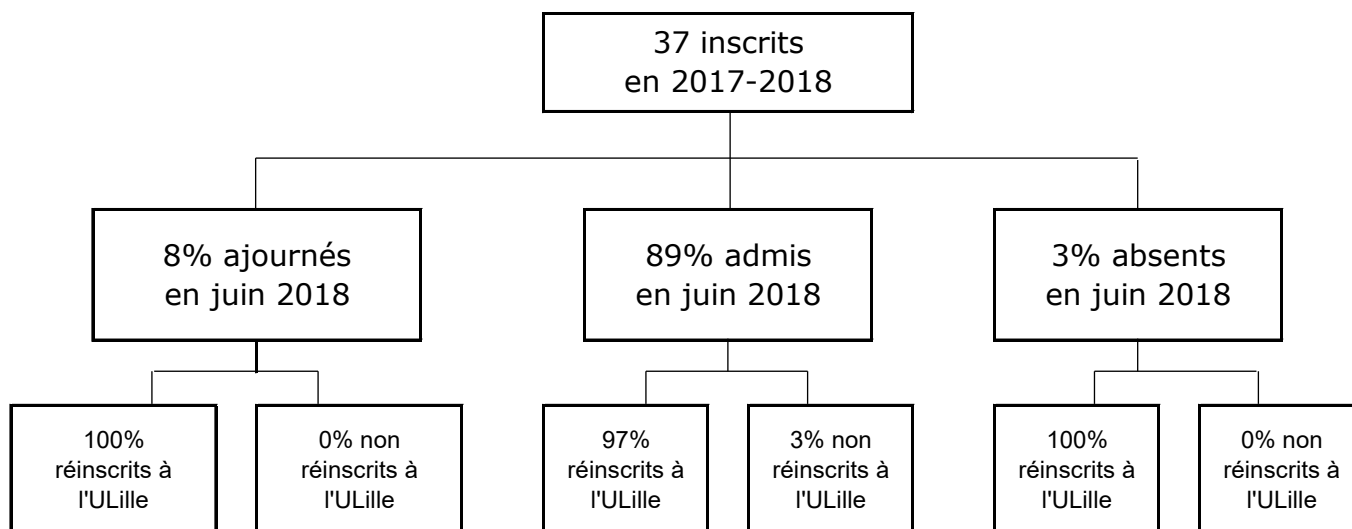 37 inscrits
en 2017-2018
8% ajournés
en juin 2018
89% admis
en juin 2018
3% absents
en juin 2018
100%
réinscrits à
l'ULille
0% non
réinscrits à
l'ULille
97%
réinscrits à
l'ULille
3% non
réinscrits à
l'ULille
100%
réinscrits à
l'ULille
0% non
réinscrits à
l'ULille